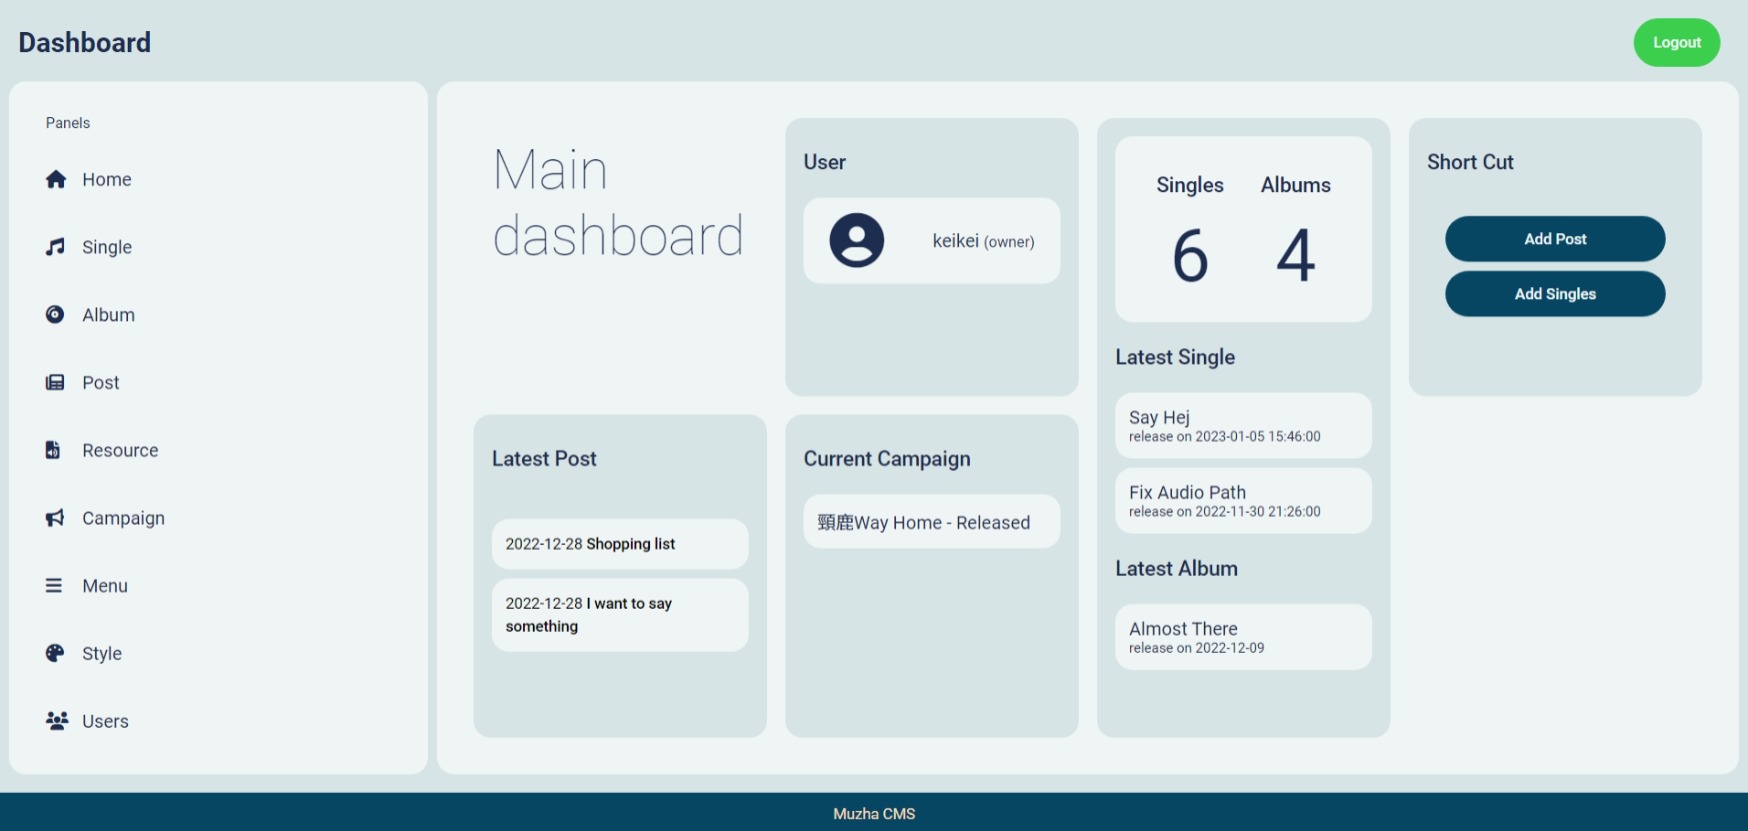 Dashboard
Logout
Panels
Home
Single
Album
Post
Resource
Campaign
Menu
Style
Users
Main
dashboard
User
keikei (owner)
Singles
Albums
6
4
Latest Single
Say Hej
release on 2023-01-05 15:46:00
Fix Audio Path
release on 2022-11-30 21:26:00
Latest Album
Almost There
release on 2022-12-09
Short Cut
Add Post
Add Singles
Latest Post
2022-12-28 Shopping list
2022-12-28 I want to say
something
Current Campaign
頸鹿Way Home - Released
Muzha CMS